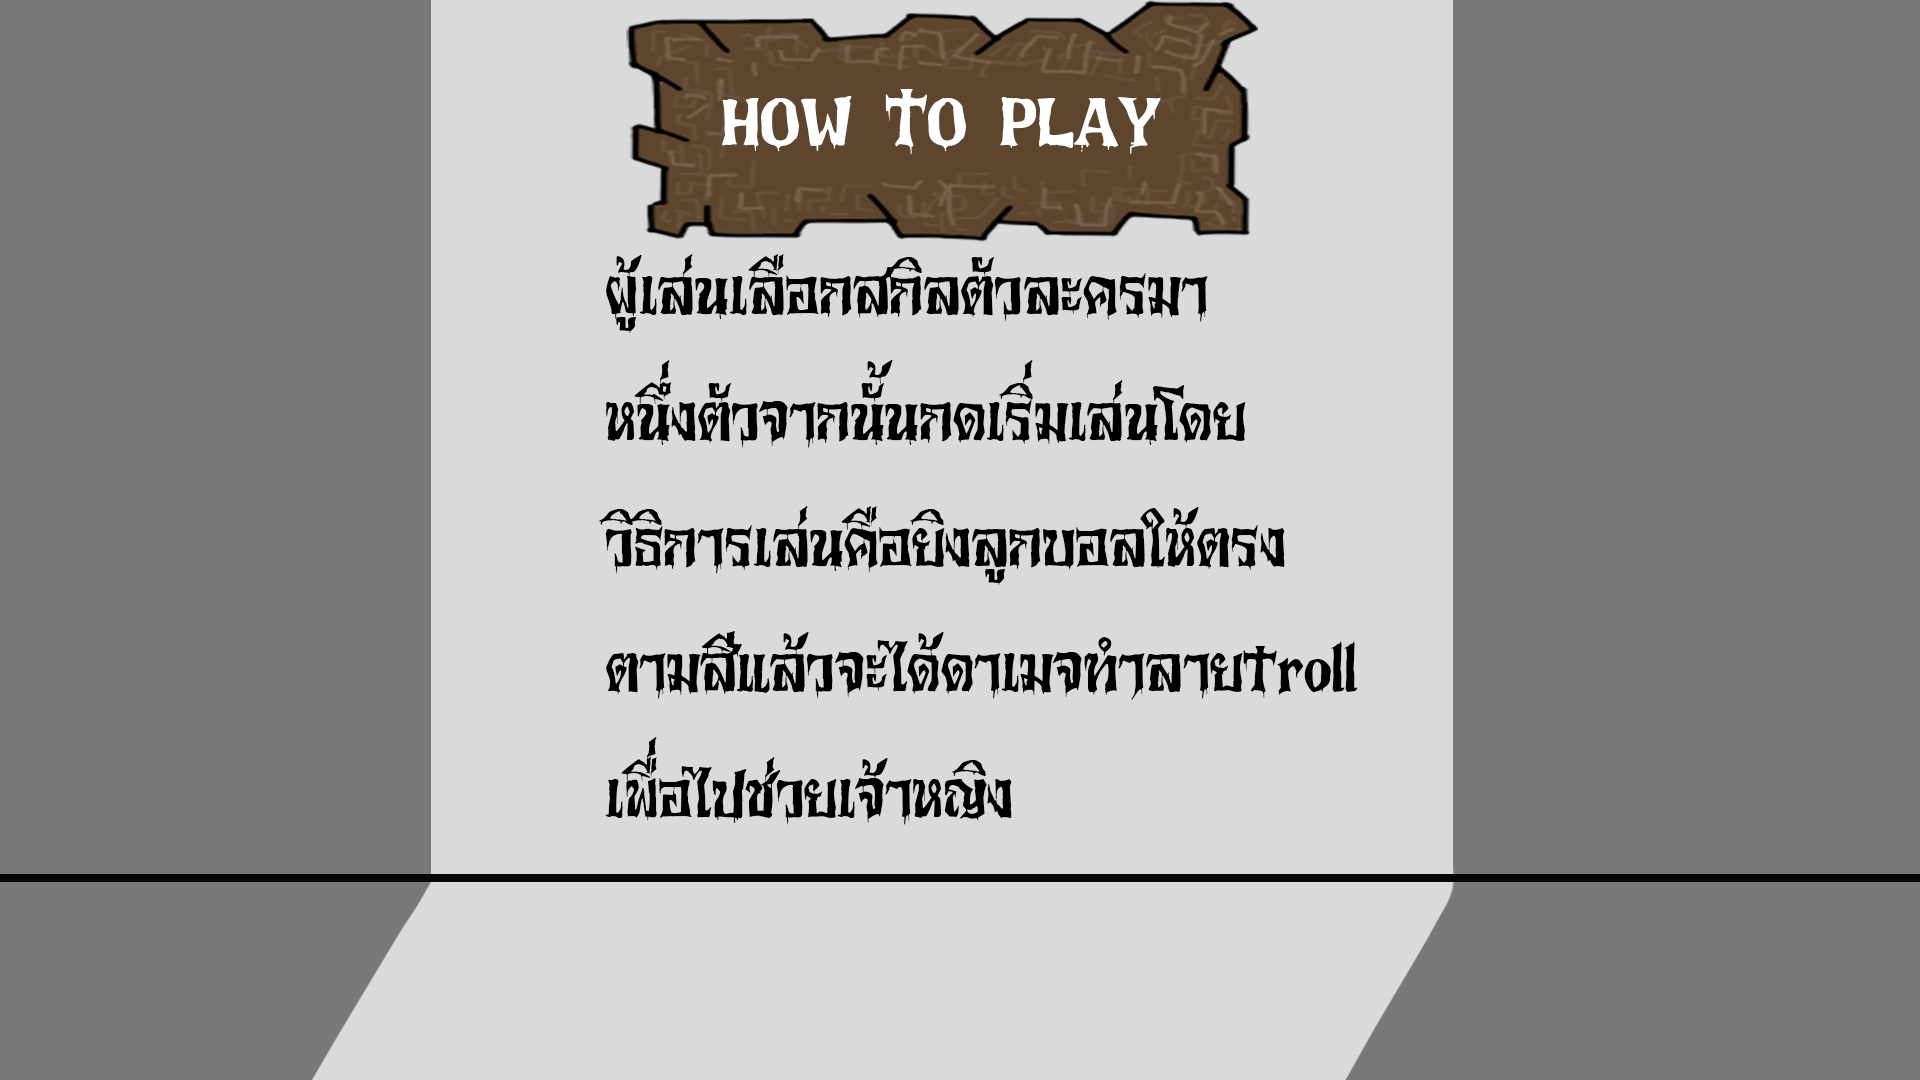 HOW TO PLAY
ผู้เล่นเลือกสกิลตัวละครมา
หนึ่งตัวจากนั้นกดเริ่มเล่นโดย
วิธิการเล่นคือยิงลูกบอลให้ตรง
ตามสีแล้วจะได้ดาเมจทำลายtroll
เพื่อไปช่วยเจ้าหญิง